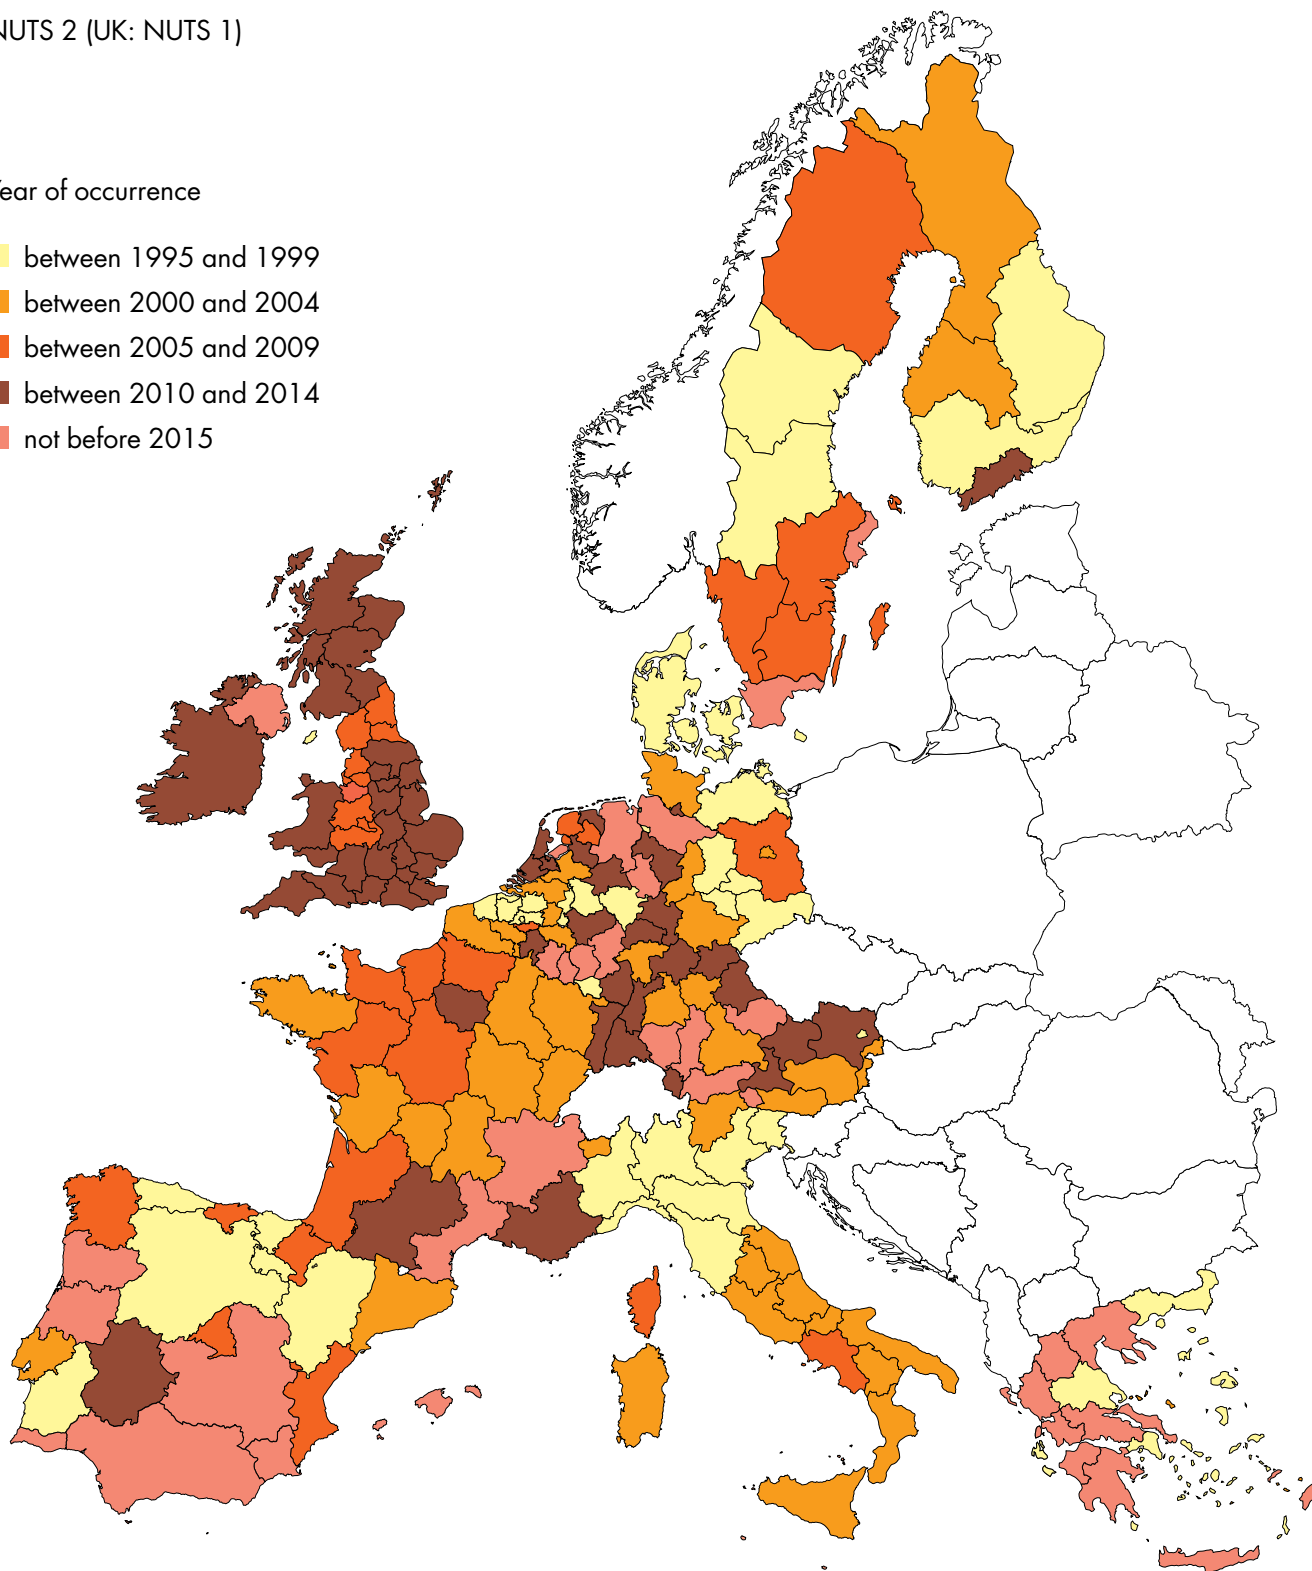 NUTS 2 (UK: NUTS 1)
Year of occurrence
between 1995 and 1999
between 2000 and 2004
between 2005 and 2009
between 2010 and 2014
not before 2015